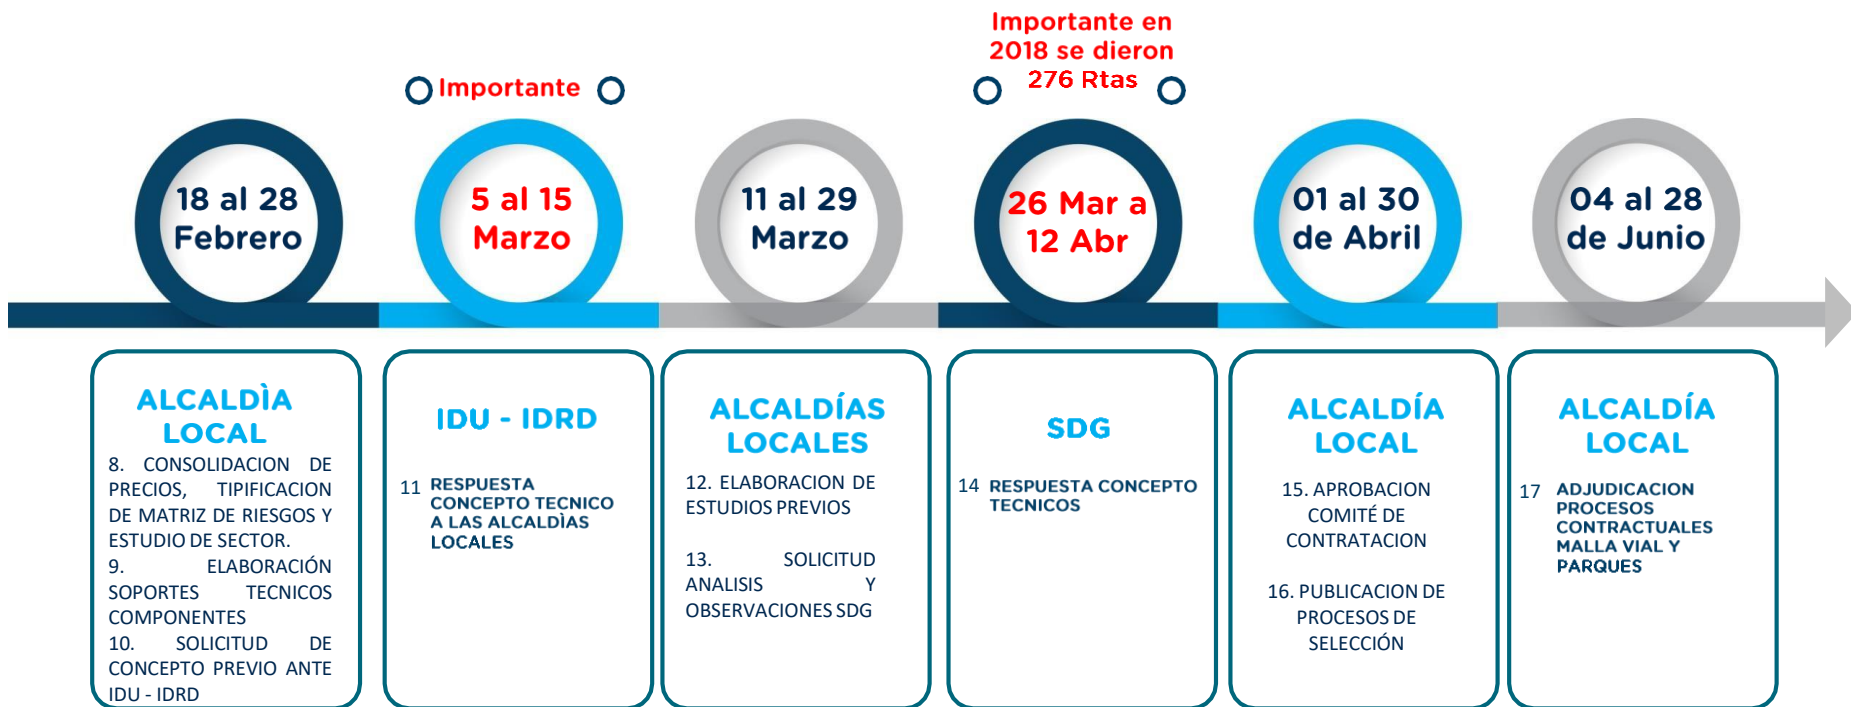 Importante
Importante en
2018 se dieron
276 Rtas
18 al 28
Febrero
5 al 15
Marzo
11 al 29
Marzo
26 Mar a
12 Abr
01 al 30
de Abril
04 al 28
de Junio
ALCALDÌA
LOCAL
8. CONSOLIDACION DE
PRECIOS, TIPIFICACION
DE MATRIZ DE RIESGOS Y
ESTUDIO DE SECTOR.
9. ELABORACIÓN
SOPORTES TECNICOS
COMPONENTES
10. SOLICITUD DE
CONCEPTO PREVIO ANTE
IDU - IDRD
IDU - IDRD
11 RESPUESTA
CONCEPTO TECNICO
A LAS ALCALDÌAS
LOCALES
ALCALDÍAS
LOCALES
12. ELABORACION DE
ESTUDIOS PREVIOS
13. SOLICITUD
ANALISIS Y
OBSERVACIONES SDG
SDG
14 RESPUESTA CONCEPTO
TECNICOS
ALCALDÍA
LOCAL
15. APROBACION
COMITÉ DE
CONTRATACION
16. PUBLICACION DE
PROCESOS DE
SELECCIÓN
ALCALDÍA
LOCAL
17 ADJUDICACION
PROCESOS
CONTRACTUALES
MALLA VIAL Y
PARQUES